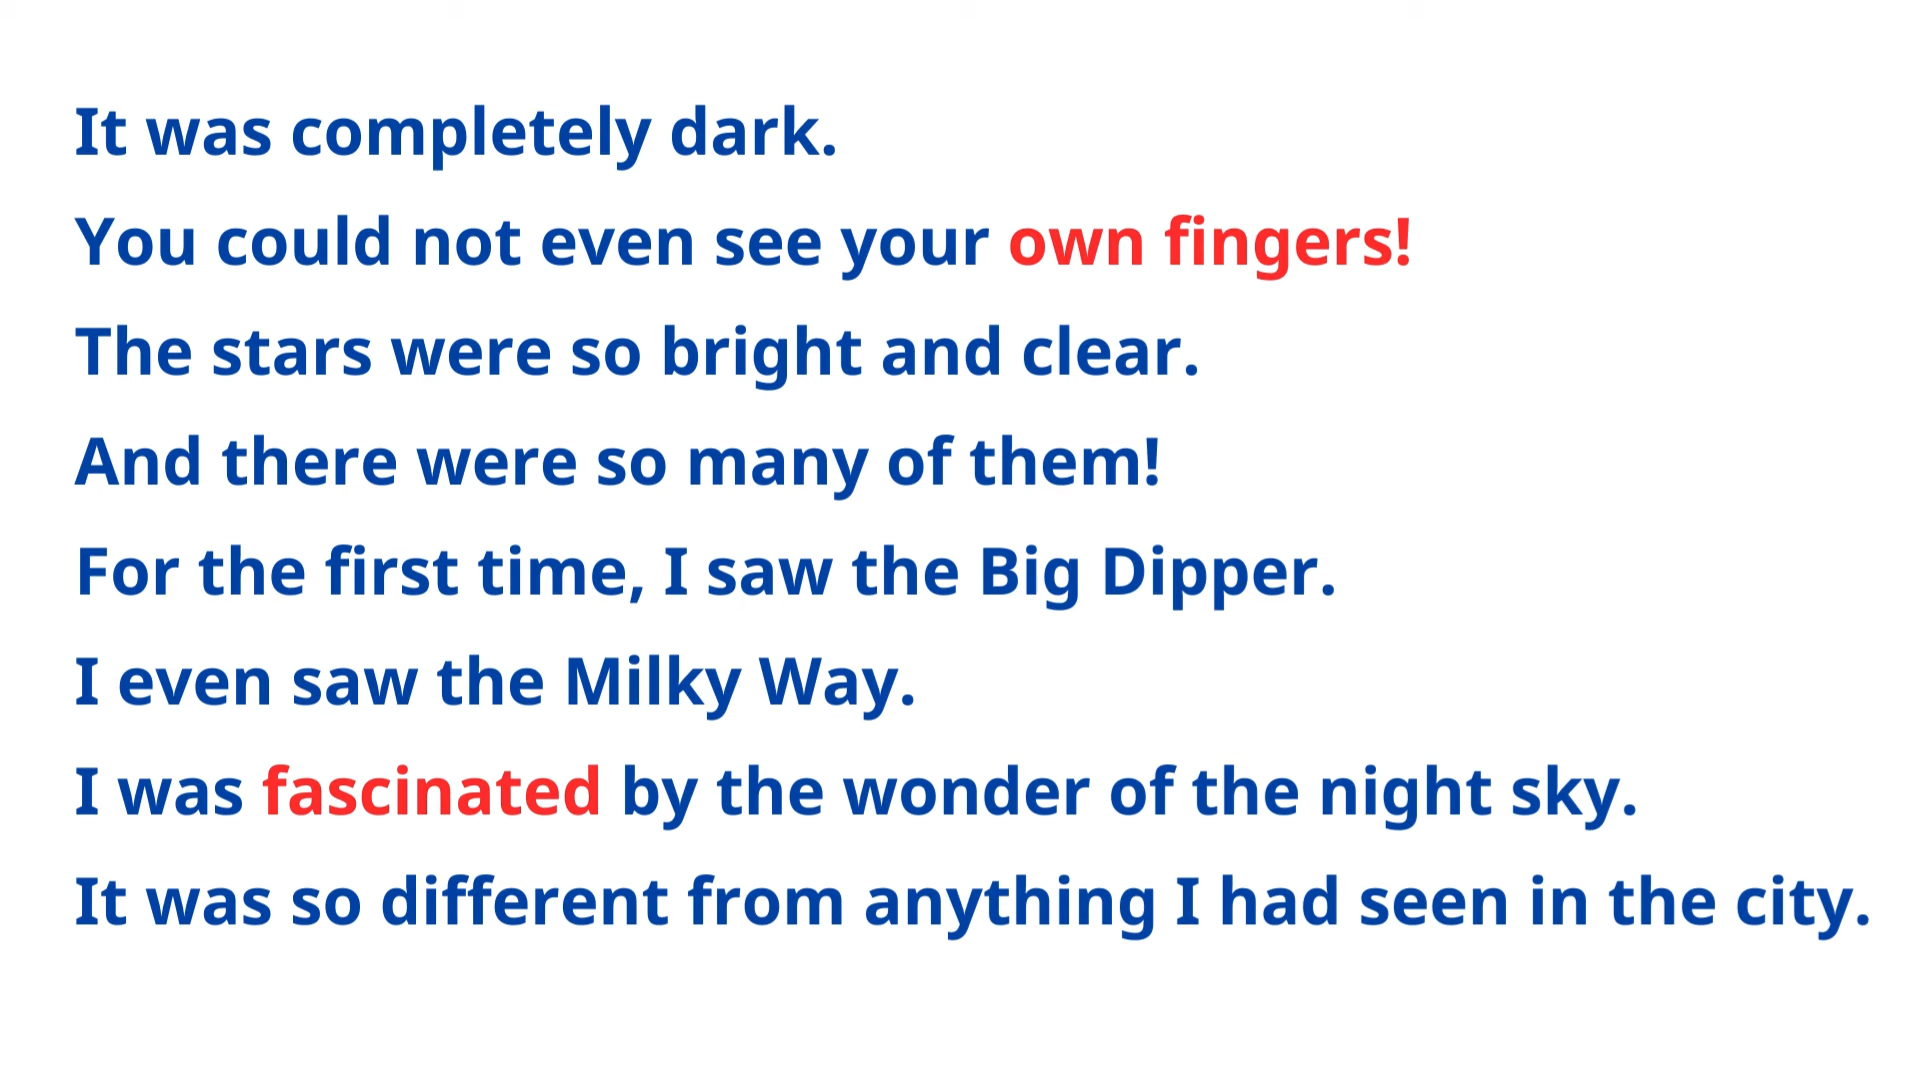 It was completely dark.
You could not even see your own fingers!
The stars were so bright and clear.
And there were so many of them!
For the first time, I saw the Big Dipper.
I even saw the Milky Way.
I was fascinated by the wonder of the night sky.
It was so different from anything I had seen in the city.